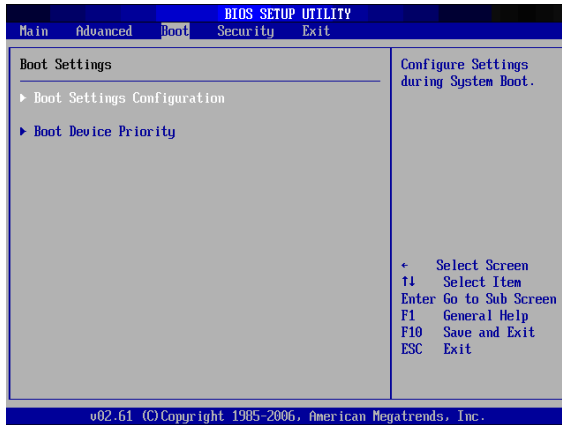 BIOS SETUP UTILITY
Main Advanced Boot Security Exit
Boot Settings
▶ Boot Settings Configuration
▶ Boot Device Priority
Configure Settings
during System Boot.
← Select Screen
↑↓ Select Item
Enter Go to Sub Screen
F1 General Help
F10 Save and Exit
ESC Exit
v02.61 (C)Copyright 1985-2006, American Megatrends, Inc.